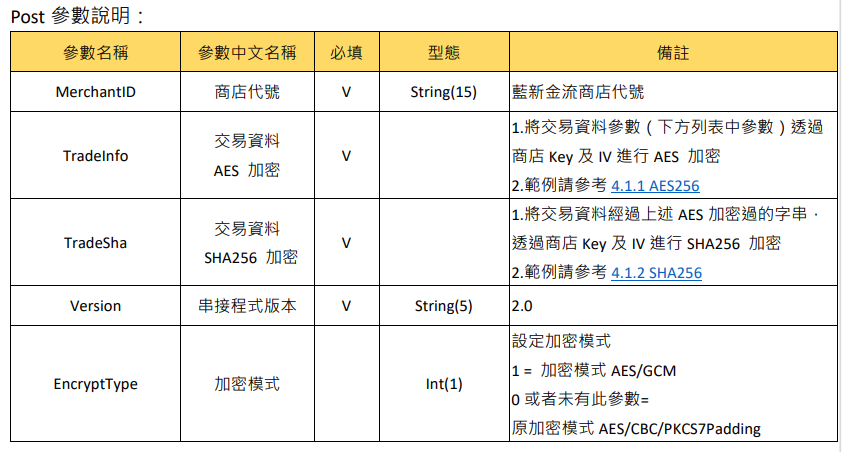 Post 參數說明：
參數名稱 參數中文名稱 必填 型態 備註
MerchantID 商店代號 V String(15) 藍新金流商店代號
TradeInfo 交易資料 AES 加密 V
1.將交易資料參數（下方列表中參數）透過
商店 Key 及 IV 進行 AES 加密
2.範例請參考 4.1.1 AES256
TradeSha 交易資料 SHA256 加密 V
1.將交易資料經過上述 AES 加密過的字串，
透過商店 Key 及 IV 進行 SHA256 加密
2.範例請參考 4.1.2 SHA256
Version 串接程式版本 V String(5) 2.0
EncryptType 加密模式 Int(1)
設定加密模式
1 = 加密模式 AES/GCM
0 或者未有此參數=
原加密模式 AES/CBC/PKCS7Padding